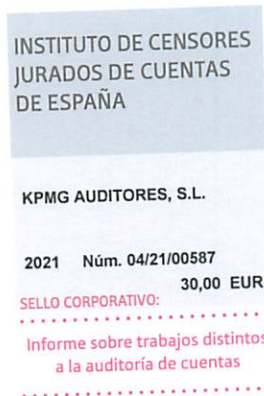 INSTITUTO DE CENSORES
JURADOS DE CUENTAS
DE ESPAÑA
KPMG AUDITORES, S.L.
2021 Núm. 04/21/00587
30,00 EUR
SELLO CORPORATIVO:
Informe sobre trabajos distintos
a la auditoría de cuentas